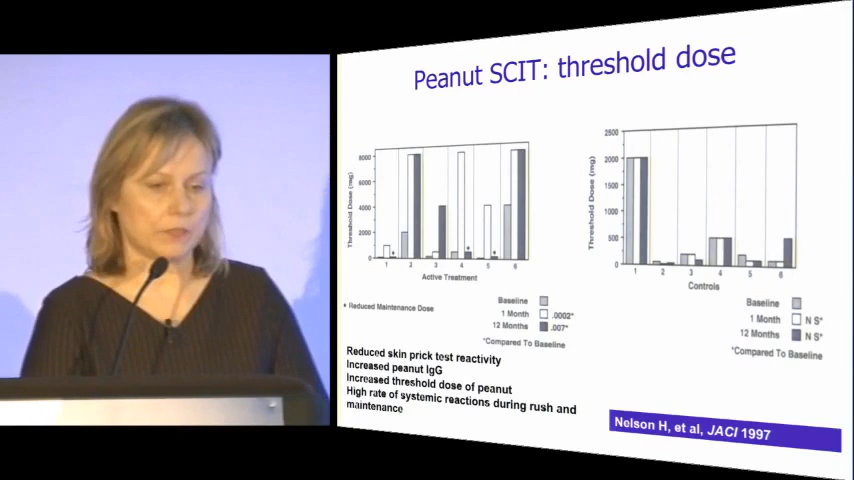 Peanut SCIT: threshold dose
8000
6000
4000
2000
0
Threshold Dose (mg)
1 2 3 4 5 6
Active Treatment
* Reduced Maintenance Dose
Baseline
1 Month .0002*
12 Months .007*
*Compared To Baseline
2500
2000
1500
1000
500
0
Threshold Dose (mg)
1 2 3 4 5 6
Controls
Baseline
1 Month N S*
12 Months N S*
*Compared To Baseline
Reduced skin prick test reactivity
Increased peanut IgG
Increased threshold dose of peanut
High rate of systemic reactions during rush and
maintenance
Nelson H, et al, JACI 1997